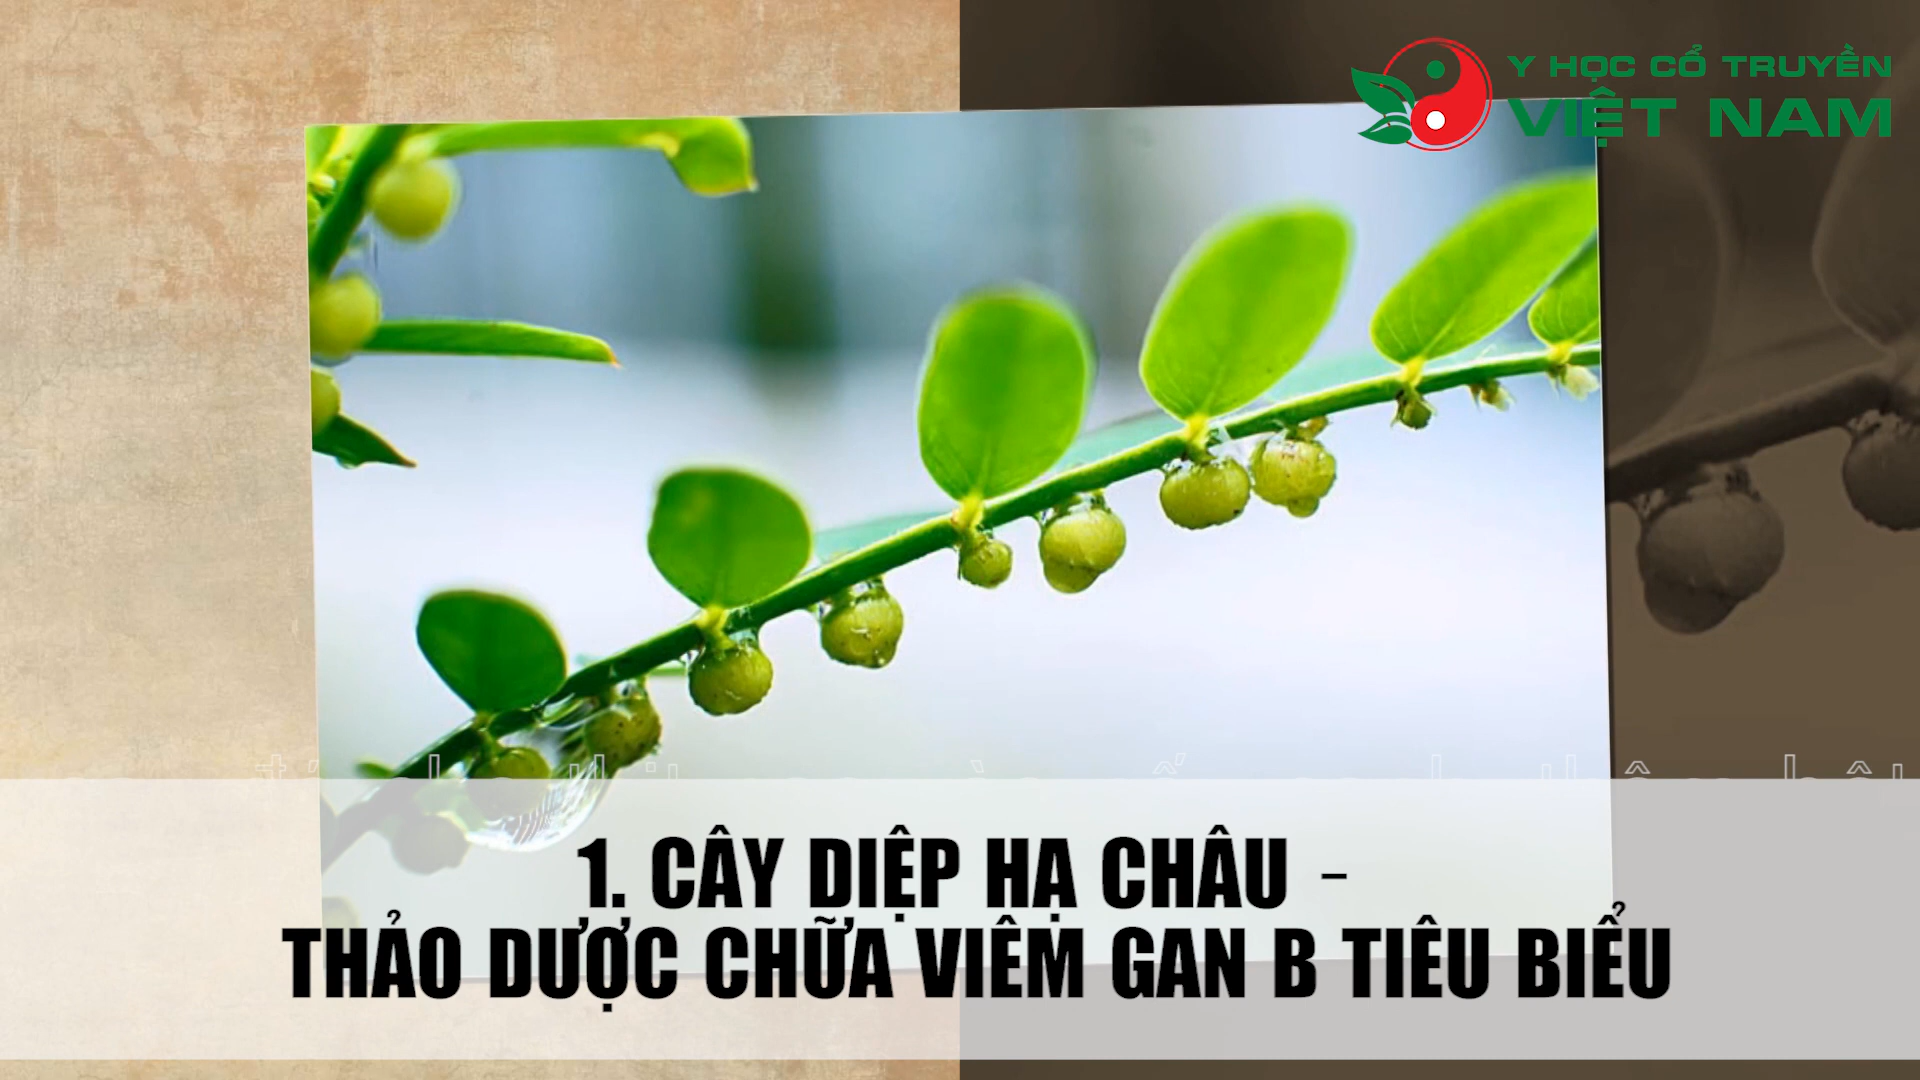 Y HỌC CỔ TRUYỀN
VIỆT NAM
1. CÂY DIỆP HẠ CHÂU -
THẢO DƯỢC CHỮA VIÊM GAN B TIÊU BIỂU